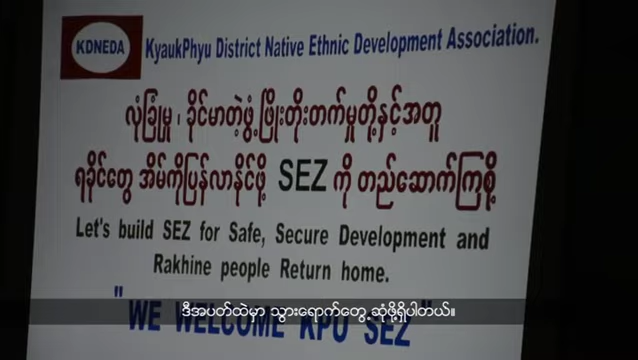 KDNEDA
KyaukPhyu District Native Ethnic Development Association.
လုံခြုံမှု ၊ ခိုင်မာတဲ့ဖွံ့ဖြိုးတိုးတက်မှုတို့နှင့်အတူ
ရခိုင်တွေ အိမ်ကိုပြန်လာနိုင်ဖို့ SEZ ကို တည်ဆောက်ကြစို့
Let's build SEZ for Safe, Secure Development and
Rakhine people Return home.
"WE WELCOME KPU SEZ"
ဒီအပတ်ထဲမှာ သွားရောက်တွေ့ဆုံဖို့ရှိပါတယ်။